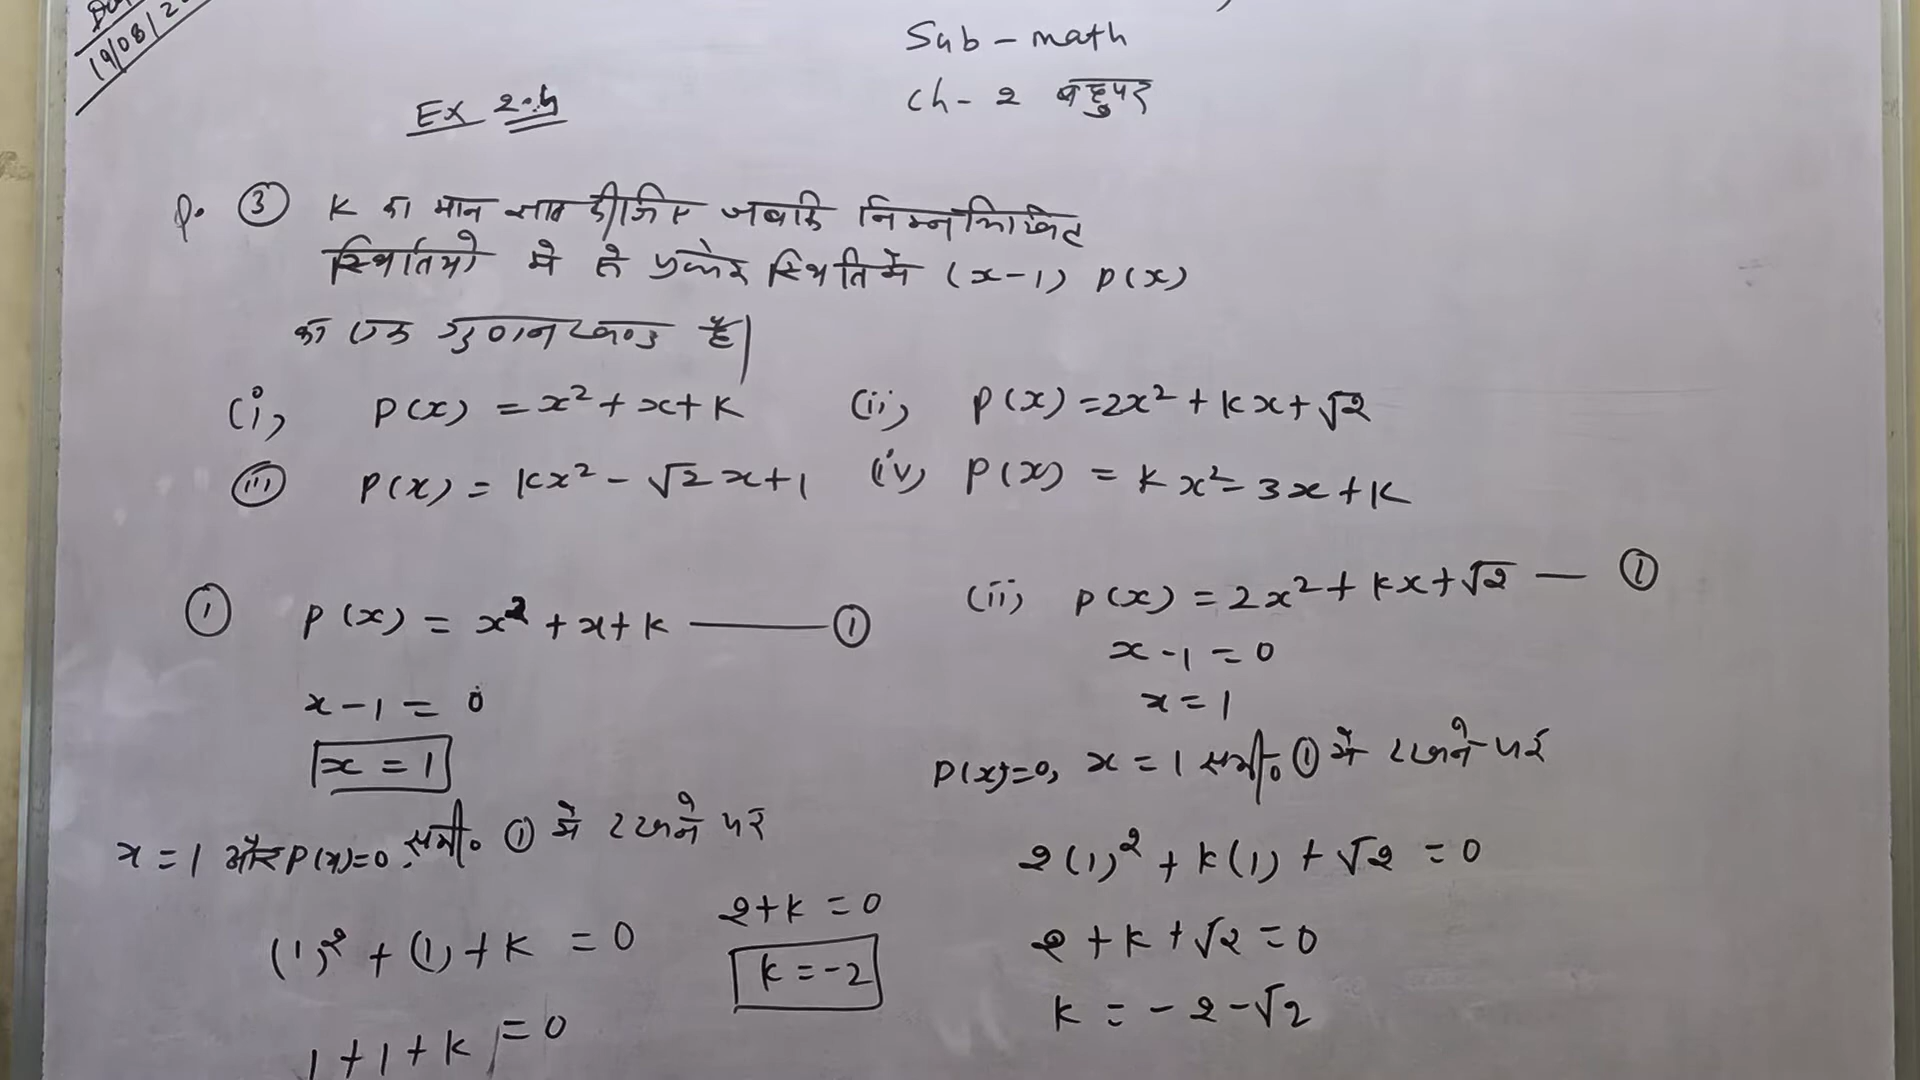 19/08/2
Sub - math
Ch - 2 बहुपद
Ex 2.4
Q. ③ K का मान ज्ञात कीजिए जबकि निम्नलिखित
स्थितियो मे से प्रत्येक स्थिति में (x-1) P(x)
का एक गुणनखण्ड है|
(i) P(x) = x² + x + K
(ii) P(x) = 2x² + kx + √2
(iii) P(x) = Kx² - √2 x + 1
(iv) P(x) = K x² - 3x + K
① P(x) = x² + x + k —— ①
x - 1 = 0
x = 1
x = 1 और P(x)=0, समी० ① मे रखने पर
(1)² + (1) + K = 0
1 + 1 + K = 0
2 + K = 0
K = -2
(ii) P(x) = 2x² + kx + √2 — ①
x - 1 = 0
x = 1
P(x)=0, x = 1 समी० ① मे रखने पर
2(1)² + k(1) + √2 = 0
2 + K + √2 = 0
K = - 2 - √2